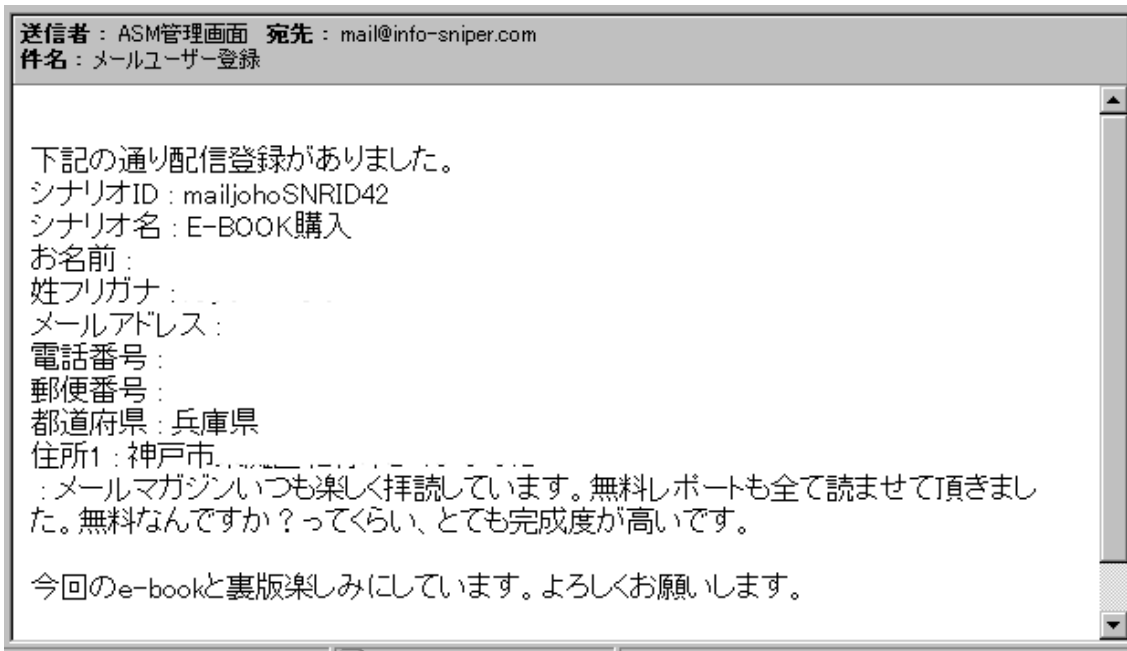 送信者： ASM管理画面 宛先： mail@info-sniper.com
件名：メールユーザー登録
下記の通り配信登録がありました。
シナリオID : mailjohoSNRID42
シナリオ名 : E-BOOK購入
お名前 :
姓フリガナ :
メールアドレス :
電話番号 :
郵便番号 :
都道府県 : 兵庫県
住所1 : 神戸市
: メールマガジンいつも楽しく拝読しています。無料レポートも全て読ませて頂きまし
た。無料なんですか？ってくらい、とても完成度が高いです。
今回のe-bookと裏版楽しみにしています。よろしくお願いします。